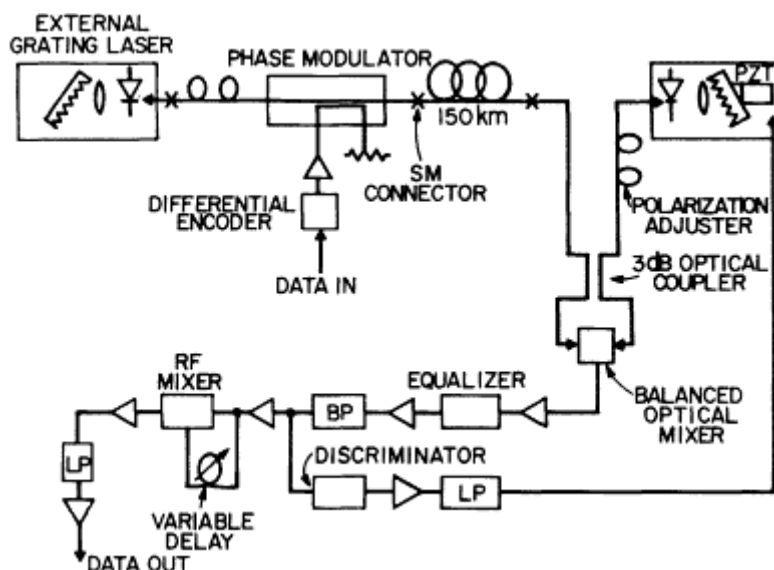 EXTERNAL
GRATING LASER
PHASE MODULATOR
PZT
150 km
SM
CONNECTOR
DIFFERENTIAL
ENCODER
DATA IN
POLARIZATION
ADJUSTER
3dB OPTICAL
COUPLER
RF
MIXER
EQUALIZER
BP
BALANCED
OPTICAL
MIXER
LP
DISCRIMINATOR
LP
VARIABLE
DELAY
DATA OUT